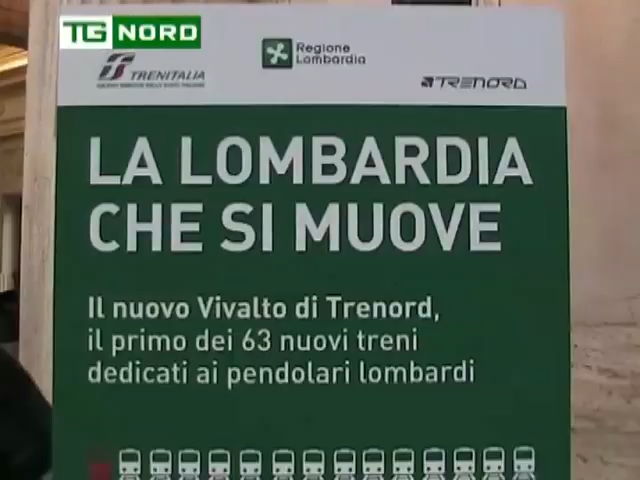 TG NORD
TRENITALIA
Regione
Lombardia
TRENORD
LA LOMBARDIA
CHE SI MUOVE
Il nuovo Vivalto di Trenord,
il primo dei 63 nuovi treni
dedicati ai pendolari lombardi